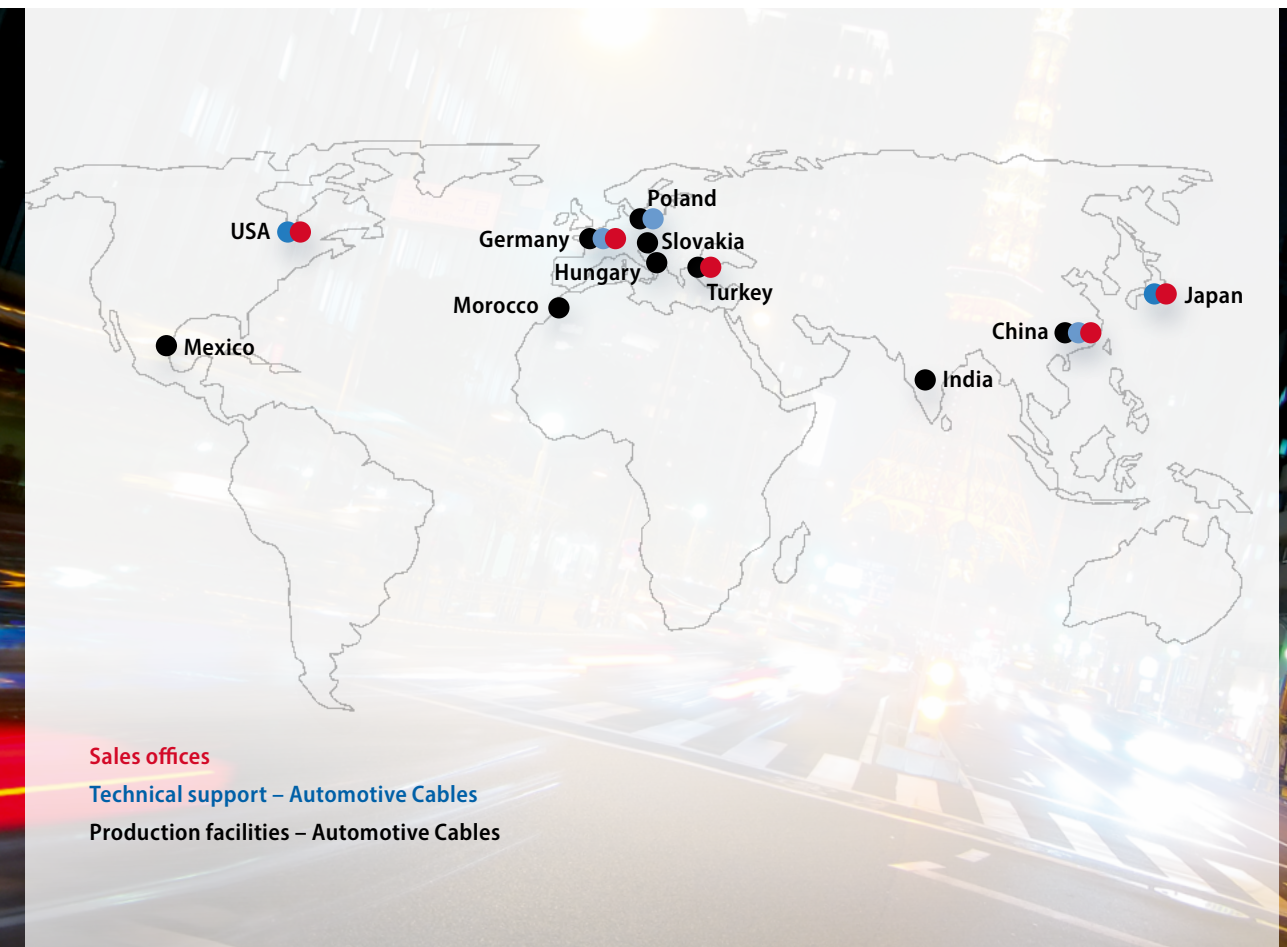 Poland
USA
Germany
Slovakia
Hungary
Turkey
Morocco
Japan
China
Mexico
India
Sales offices
Technical support – Automotive Cables
Production facilities – Automotive Cables